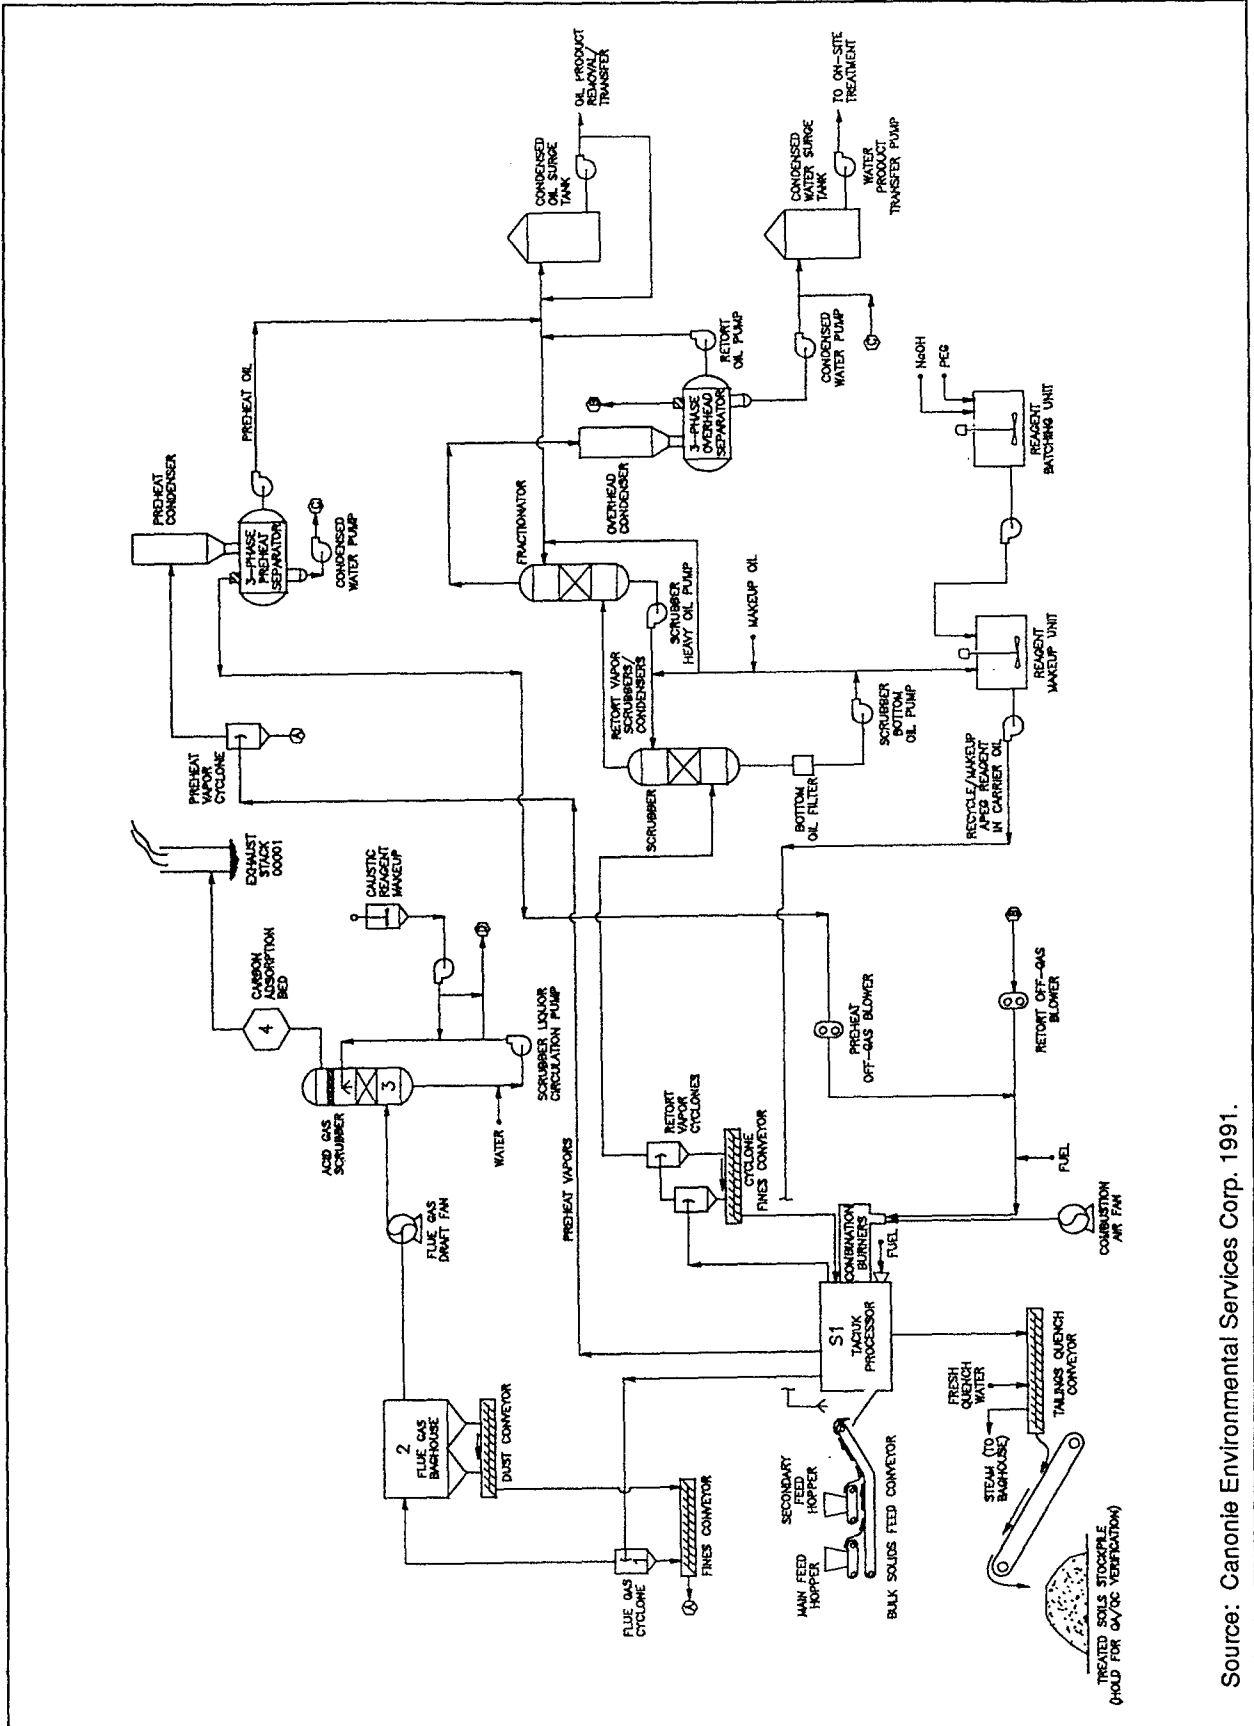 PREHEAT
CONDENSER
EXHAUST
STACK
00001
PREHEAT
VAPOR
CYCLONE
A
PREHEAT OIL
3-PHASE
PREHEAT
SEPARATOR
C
CONDENSED
WATER PUMP
CARBON
ADSORPTION
BED
4
ACID GAS
SCRUBBER
3
CAUSTIC
REAGENT
MAKEUP
D
WATER
SCRUBBER LIQUOR
CIRCULATION PUMP
FLUE GAS
DRAFT FAN
2
FLUE GAS
BAGHOUSE
DUST CONVEYOR
FLUE GAS
CYCLONE
1
FINES CONVEYOR
A
PREHEAT VAPORS
CONDENSED
OIL SURGE
TANK
OIL PRODUCT
REMOVAL/
TRANSFER
FRACTIONATOR
OVERHEAD
CONDENSER
B
3-PHASE
OVERHEAD
SEPARATOR
RETORT
OIL PUMP
RETORT VAPOR
SCRUBBERS/
CONDENSERS
SCRUBBER
HEAVY OIL PUMP
SCRUBBER
MAKEUP OIL
BOTTOM
OIL FILTER
SCRUBBER
BOTTOM
OIL PUMP
CONDENSED
WATER SURGE
TANK
TO ON-SITE
TREATMENT
WATER
PRODUCT
TRANSFER PUMP
CONDENSED
WATER PUMP
C
NaOH
PEG
REAGENT
BATCHING UNIT
REAGENT
MAKEUP UNIT
RECYCLE/MAKEUP
APEG REAGENT
IN CARRIER OIL
RETORT
VAPOR
CYCLONES
CYCLONE
FINES CONVEYOR
PREHEAT
OFF-GAS BLOWER
B
RETORT OFF-GAS
BLOWER
FUEL
COMBINATION
BURNERS
FUEL
COMBUSTION
AIR FAN
S1
TACIUK
PROCESSOR
SECONDARY
FEED
HOPPER
MAIN FEED
HOPPER
BULK SOLIDS FEED CONVEYOR
FRESH
QUENCH
WATER
STEAM (TO
BAGHOUSE)
TAILINGS QUENCH
CONVEYOR
TREATED SOILS STOCKPILE
(HOLD FOR QA/QC VERIFICATION)
Source: Canonie Environmental Services Corp. 1991.